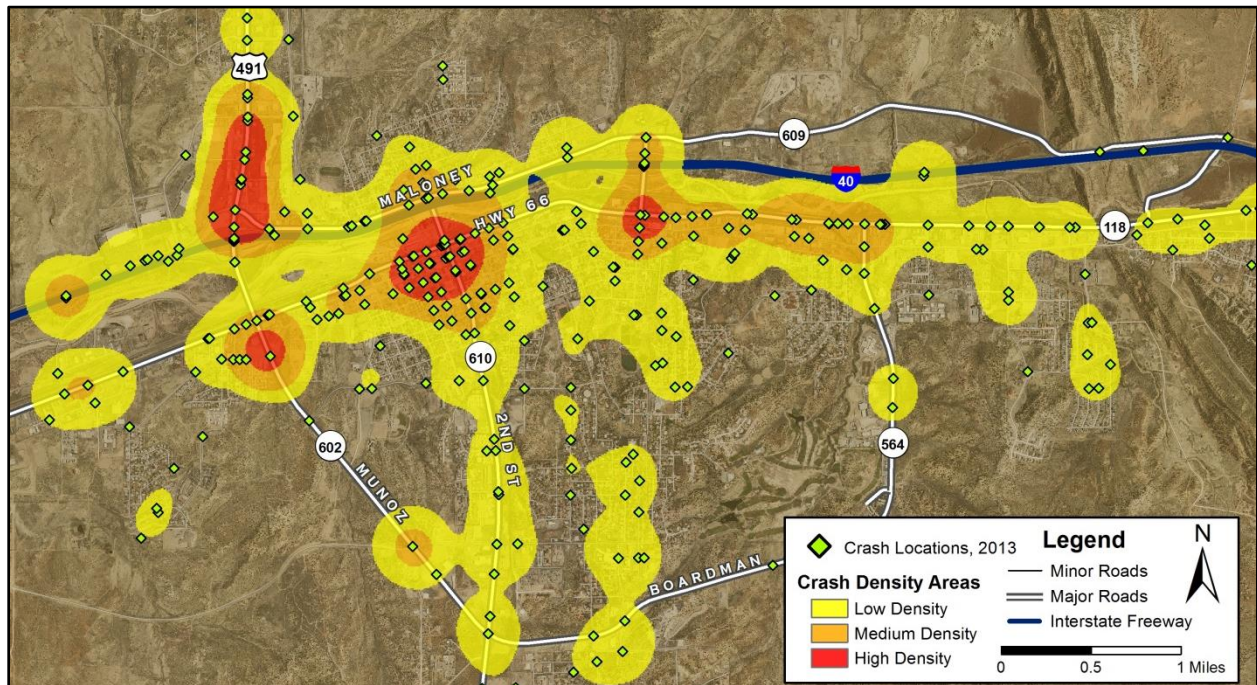 491
609
MALONEY
40
HWY 66
118
610
2ND ST
602
564
MUNOZ
BOARDMAN
Crash Locations, 2013
Crash Density Areas
Low Density
Medium Density
High Density
Legend
Minor Roads
Major Roads
Interstate Freeway
N
0 0.5 1 Miles